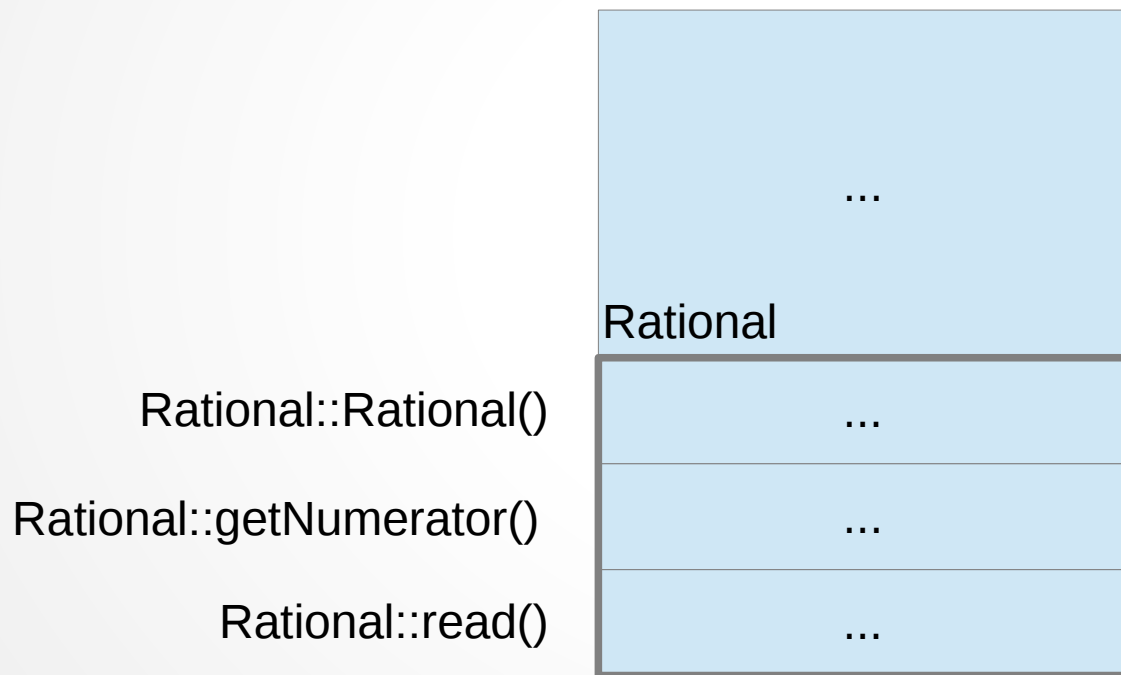 ...
Rational
Rational::Rational() ...
Rational::getNumerator() ...
Rational::read() ...